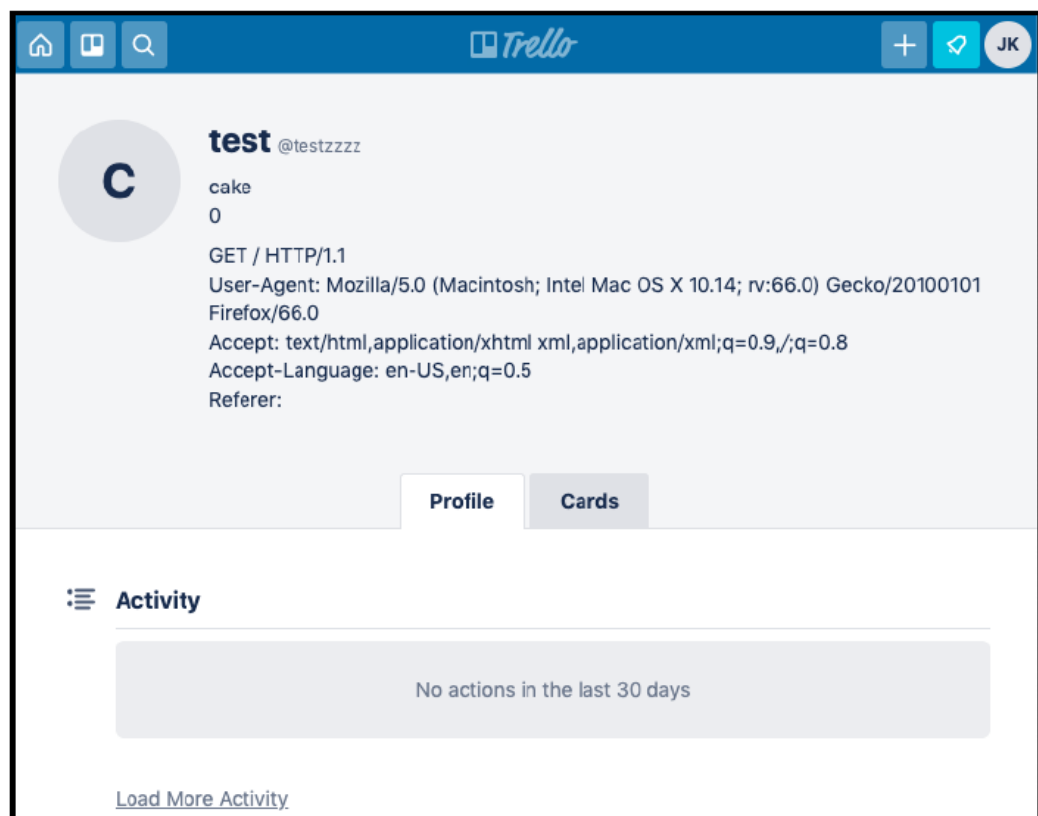 Trello
JK
C
test @testzzzz
cake
0
GET / HTTP/1.1
User-Agent: Mozilla/5.0 (Macintosh; Intel Mac OS X 10.14; rv:66.0) Gecko/20100101
Firefox/66.0
Accept: text/html,application/xhtml xml,application/xml;q=0.9,/;q=0.8
Accept-Language: en-US,en;q=0.5
Referer:
Profile
Cards
Activity
No actions in the last 30 days
Load More Activity